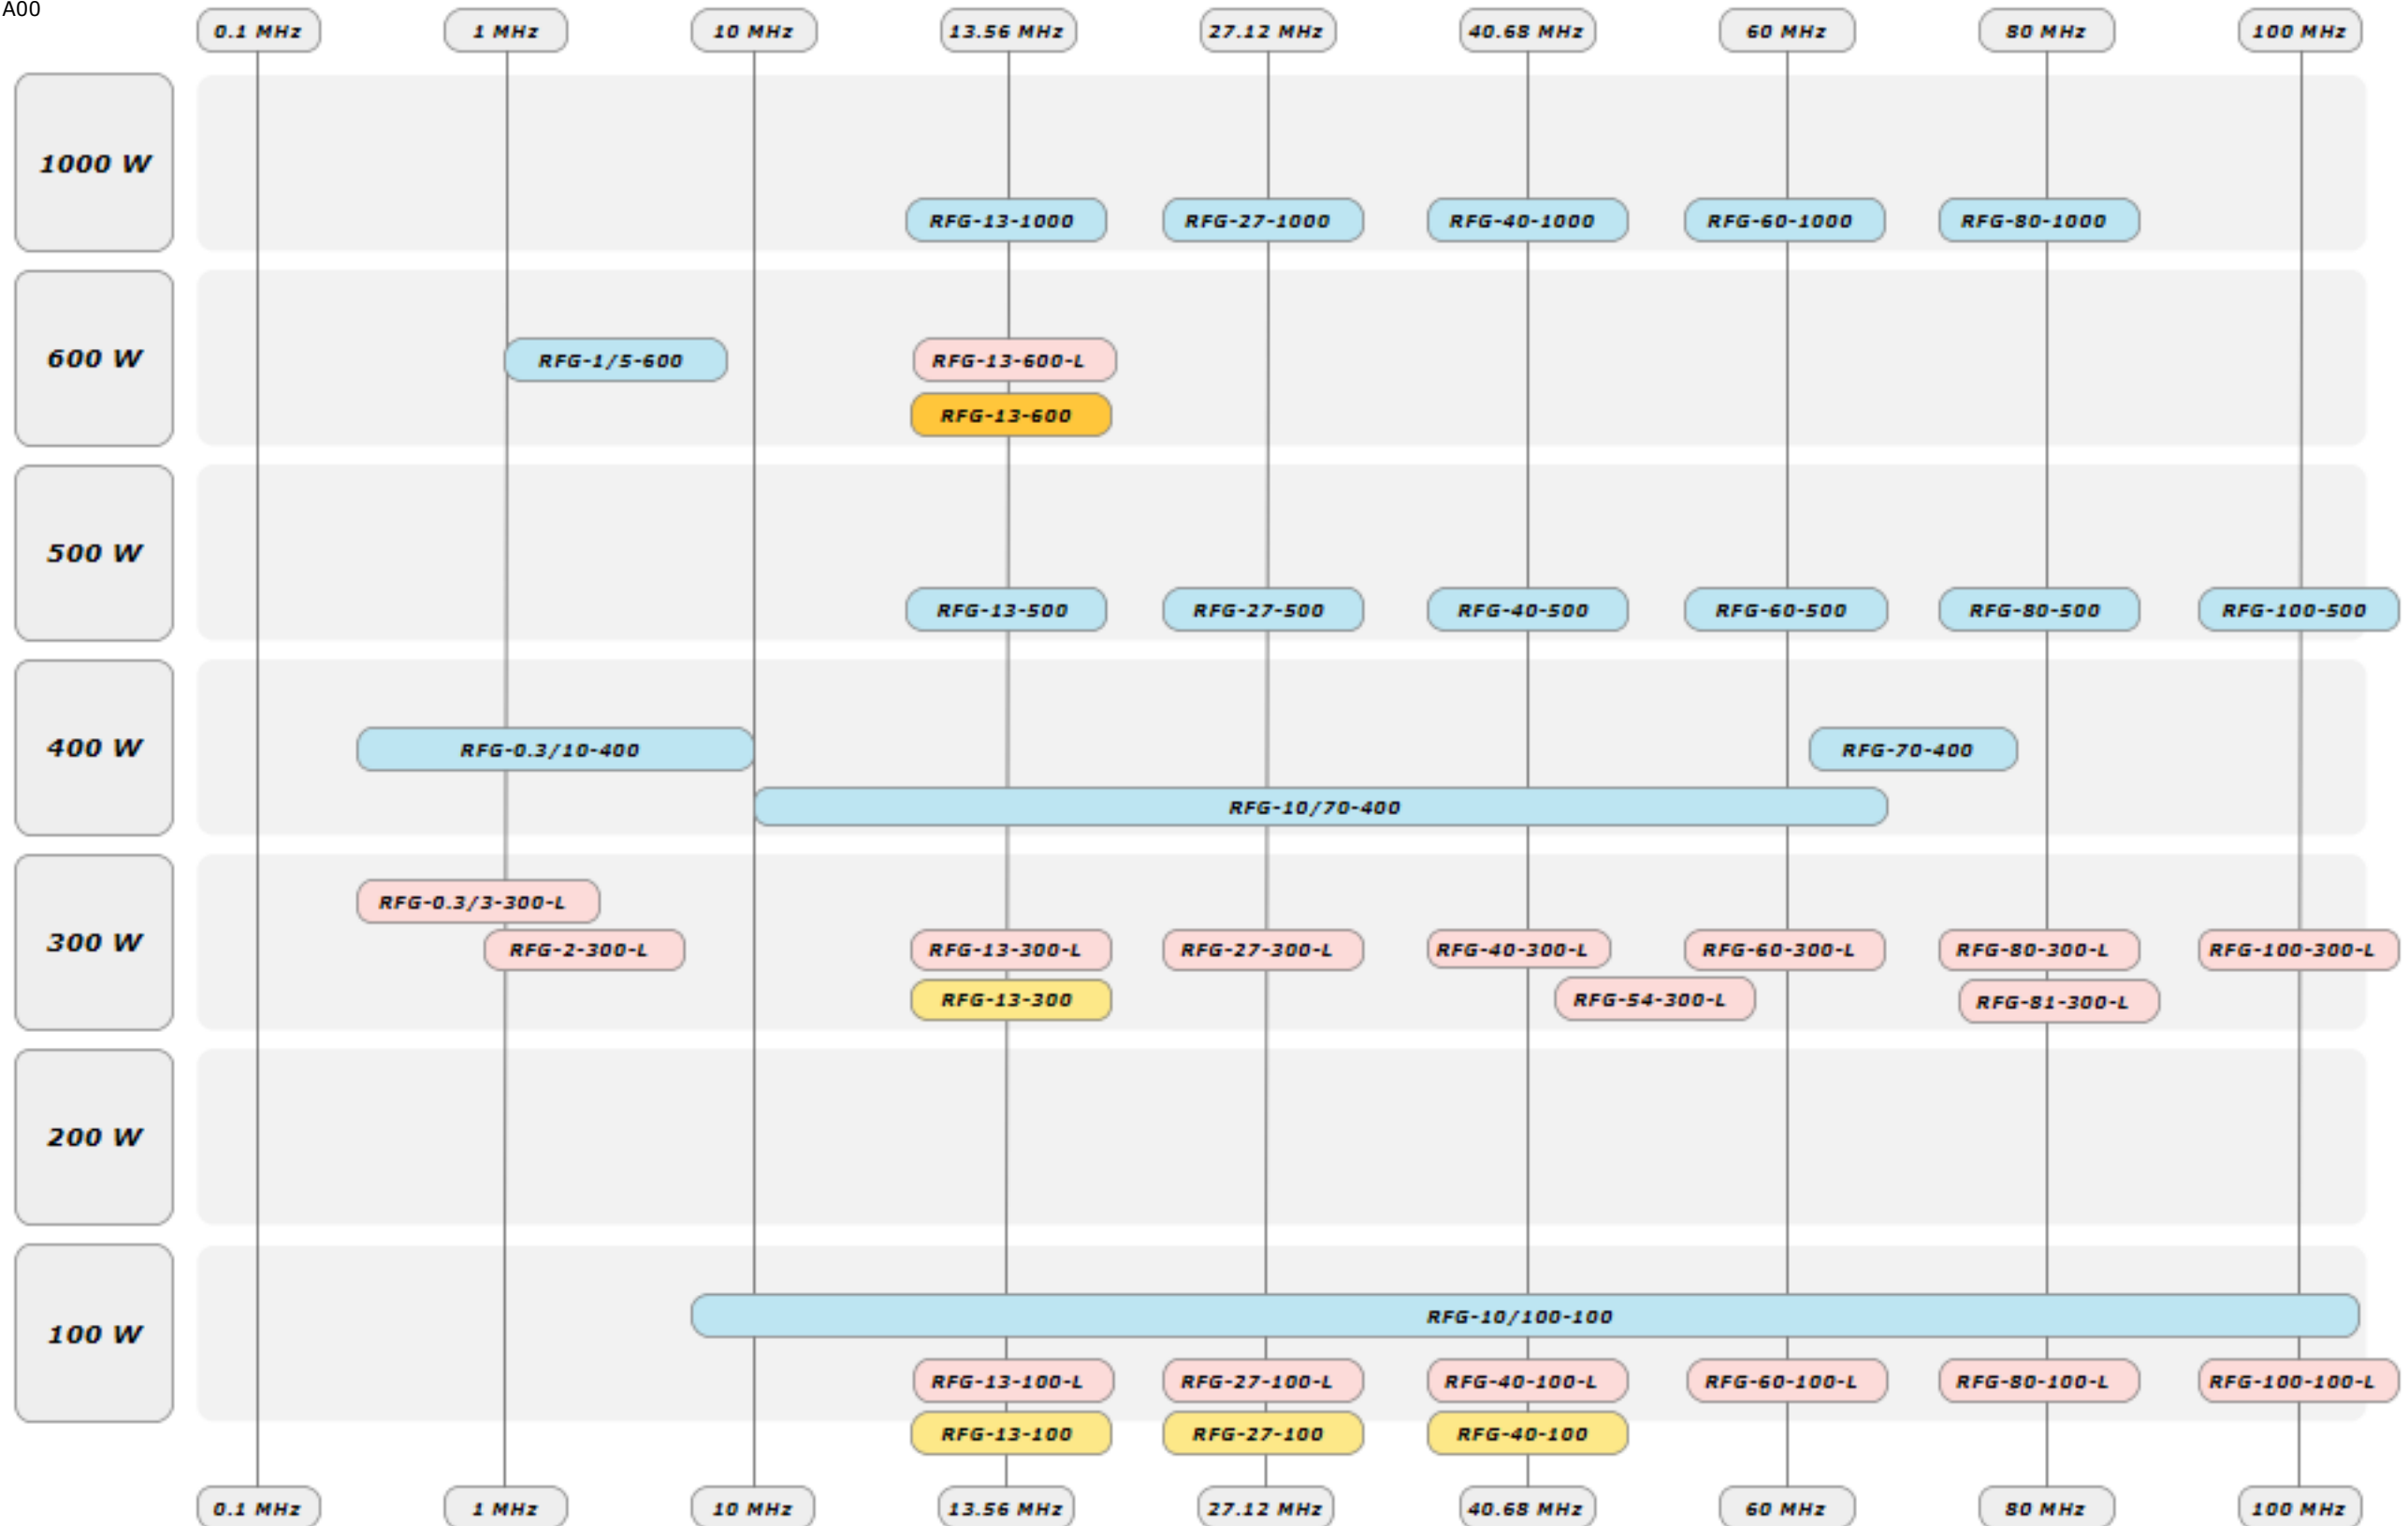 A00
0.1 MHz 1 MHz 10 MHz 13.56 MHz 27.12 MHz 40.68 MHz 60 MHz 80 MHz 100 MHz
1000 W
RFG-13-1000 RFG-27-1000 RFG-40-1000 RFG-60-1000 RFG-80-1000
600 W
RFG-1/5-600 RFG-13-600-L
RFG-13-600
500 W
RFG-13-500 RFG-27-500 RFG-40-500 RFG-60-500 RFG-80-500 RFG-100-500
400 W
RFG-0.3/10-400 RFG-70-400
RFG-10/70-400
300 W
RFG-0.3/3-300-L
RFG-2-300-L RFG-13-300-L RFG-27-300-L RFG-40-300-L RFG-60-300-L RFG-80-300-L RFG-100-300-L
RFG-13-300 RFG-54-300-L RFG-81-300-L
200 W
100 W
RFG-10/100-100
RFG-13-100-L RFG-27-100-L RFG-40-100-L RFG-60-100-L RFG-80-100-L RFG-100-100-L
RFG-13-100 RFG-27-100 RFG-40-100
0.1 MHz 1 MHz 10 MHz 13.56 MHz 27.12 MHz 40.68 MHz 60 MHz 80 MHz 100 MHz